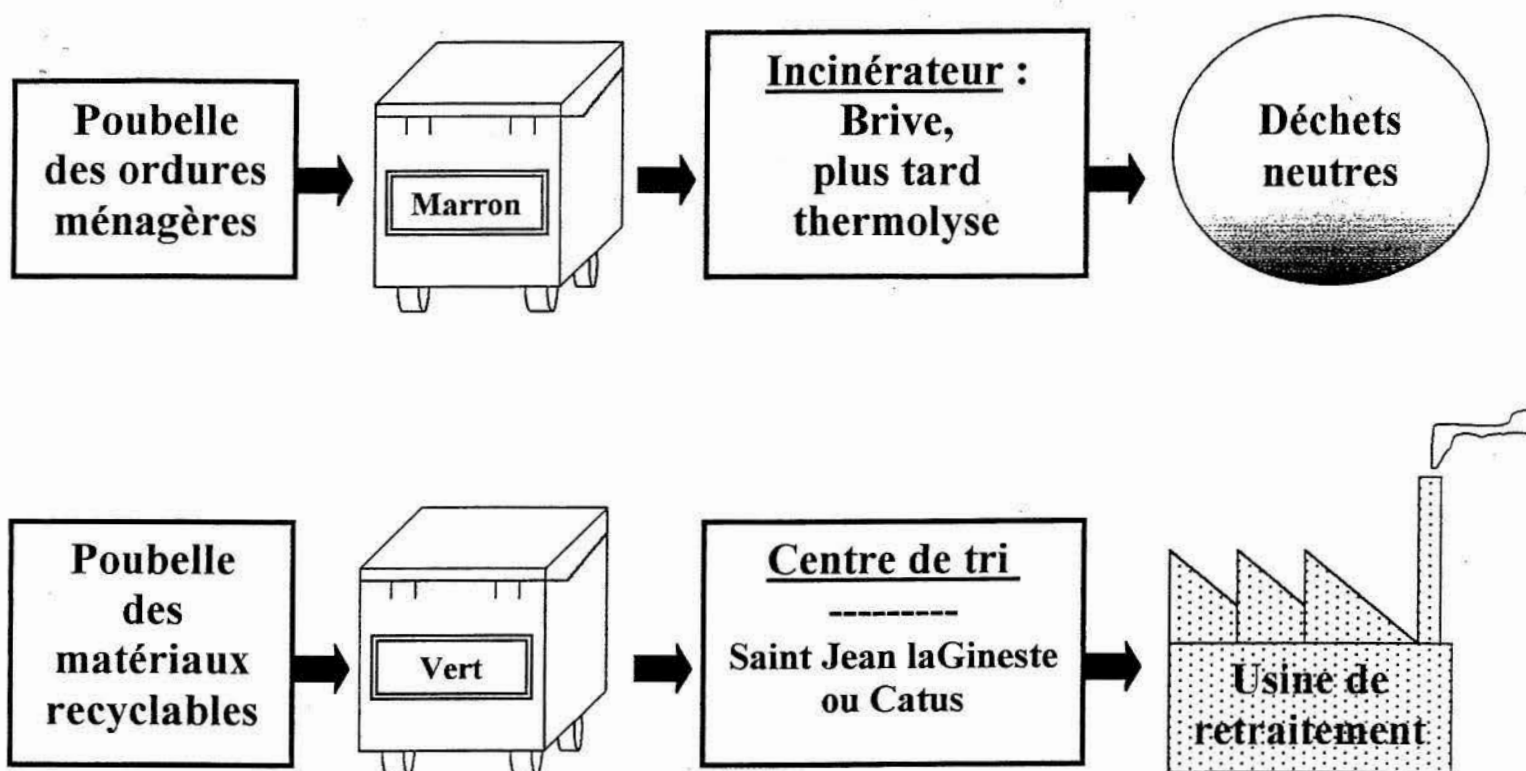 Poubelle
des ordures
ménagères
Marron
Incinérateur :
Brive,
plus tard
thermolyse
Déchets
neutres
Poubelle
des
matériaux
recyclables
Vert
Centre de tri
---------
Saint Jean laGineste
ou Catus
Usine de
retraitement